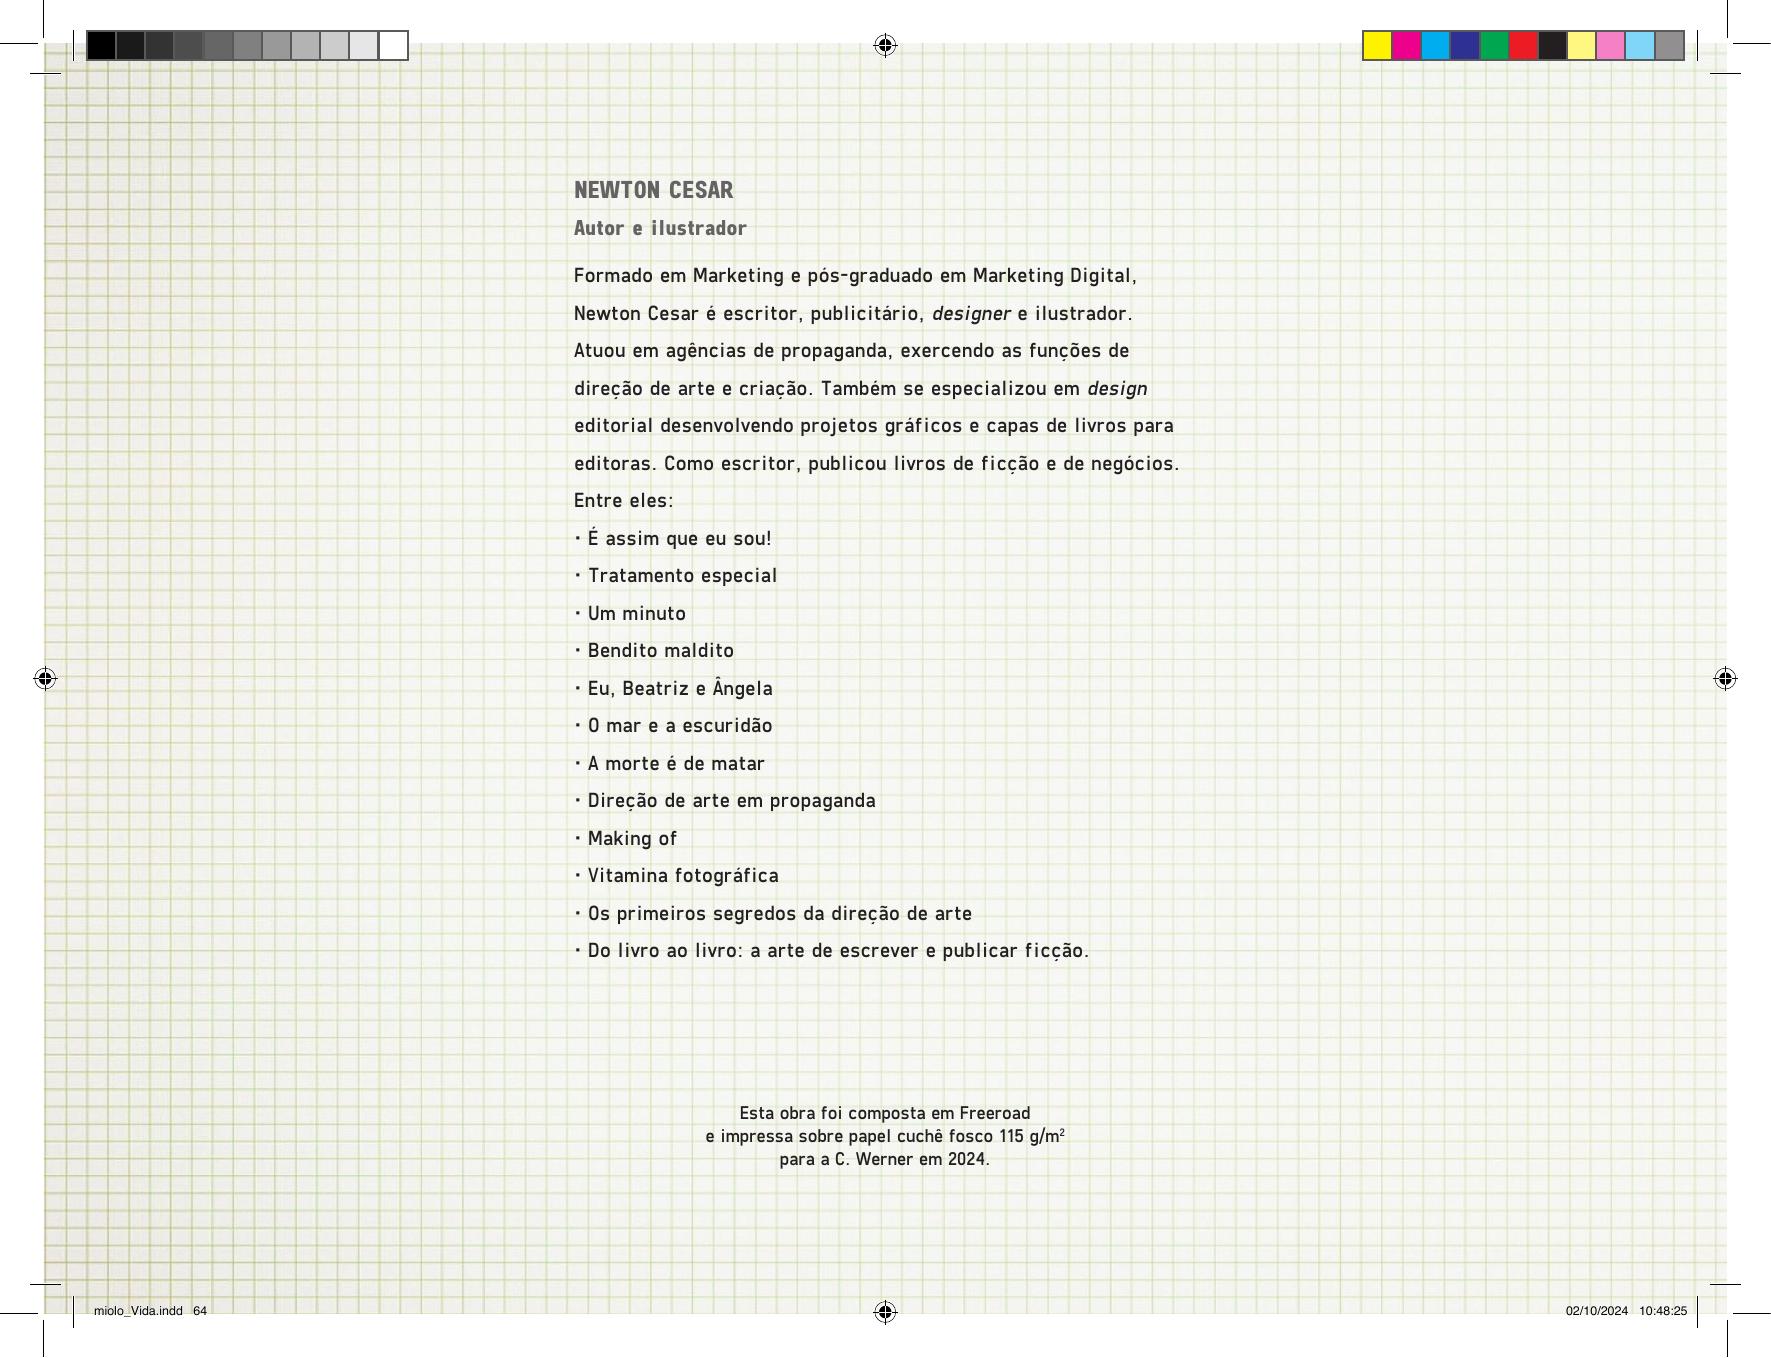 NEWTON CESAR
Autor e ilustrador
Formado em Marketing e pós-graduado em Marketing Digital,
Newton Cesar é escritor, publicitário, designer e ilustrador.
Atuou em agências de propaganda, exercendo as funções de
direção de arte e criação. Também se especializou em design
editorial desenvolvendo projetos gráficos e capas de livros para
editoras. Como escritor, publicou livros de ficção e de negócios.
Entre eles:
· É assim que eu sou!
· Tratamento especial
· Um minuto
· Bendito maldito
· Eu, Beatriz e Ângela
· O mar e a escuridão
· A morte é de matar
· Direção de arte em propaganda
· Making of
· Vitamina fotográfica
· Os primeiros segredos da direção de arte
· Do livro ao livro: a arte de escrever e publicar ficção.
Esta obra foi composta em Freeroad
e impressa sobre papel cuchê fosco 115 g/m²
para a C. Werner em 2024.
miolo_Vida.indd 64
02/10/2024 10:48:25